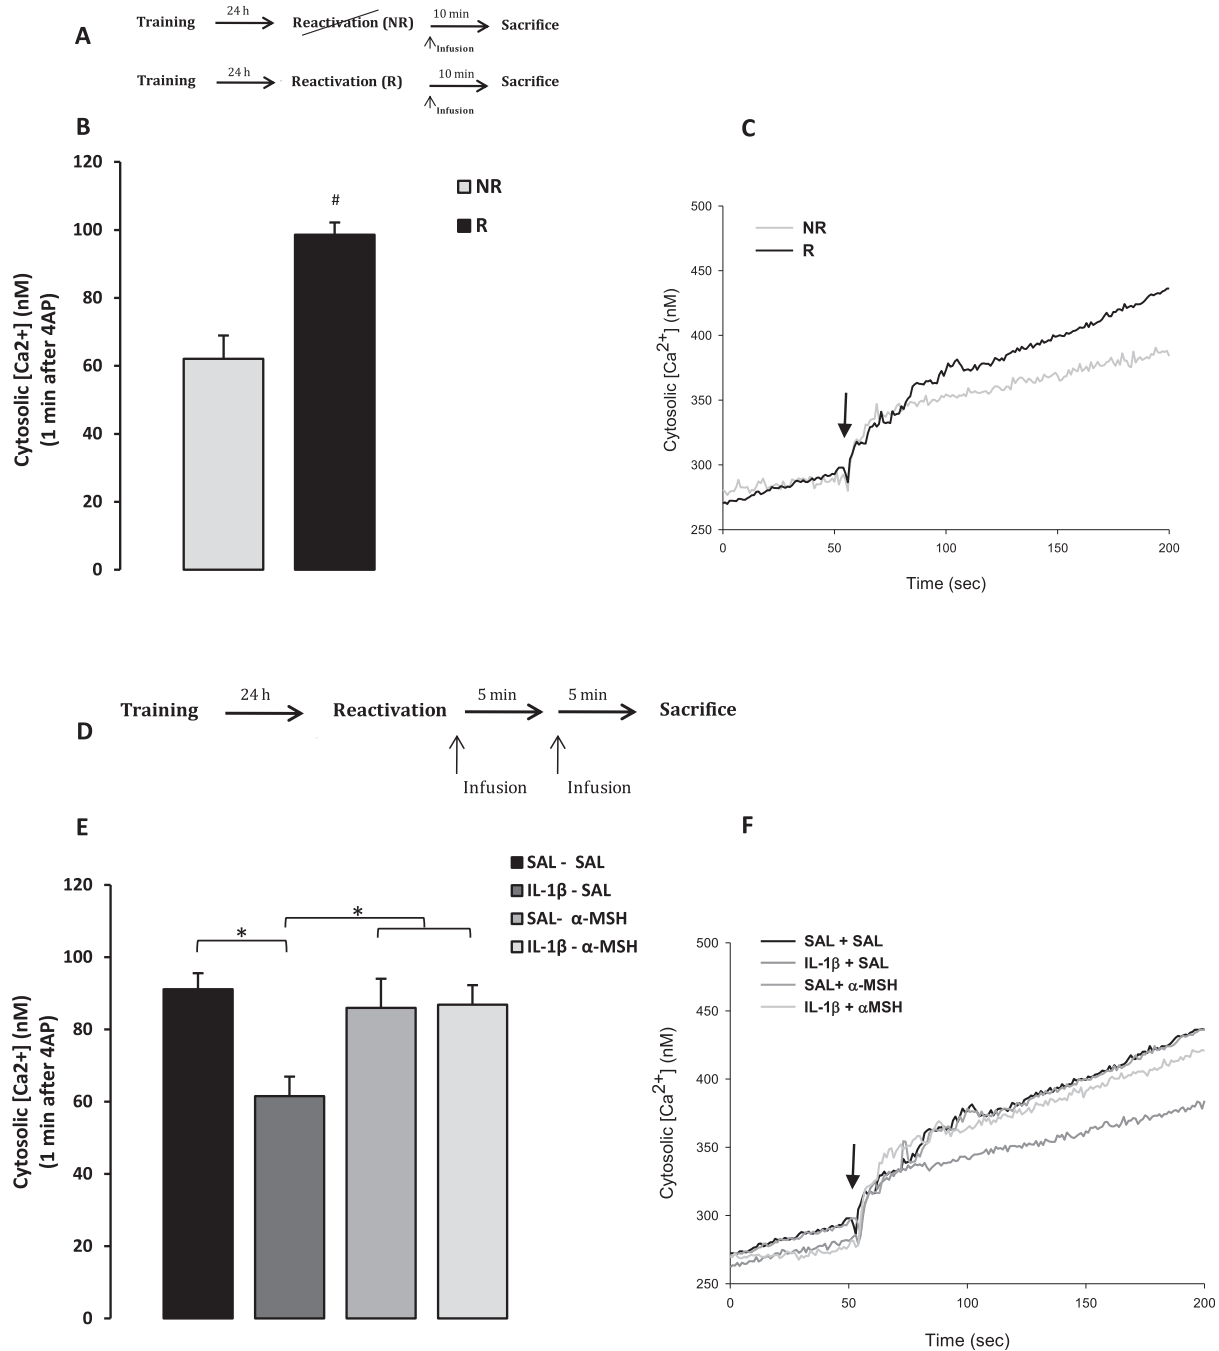 A
Training 24 h Reactivation (NR) 10 min Sacrifice
Infusion
Training 24 h Reactivation (R) 10 min Sacrifice
Infusion
B
Cytosolic [Ca2+] (nM)
(1 min after 4AP)
120
100
80
60
40
20
0
#
NR
R
C
Cytosolic [Ca2+] (nM)
500
450
400
350
300
250
NR
R
0 50 100 150 200
Time (sec)
D
Training 24 h Reactivation 5 min 5 min Sacrifice
Infusion Infusion
E
Cytosolic [Ca2+] (nM)
(1 min after 4AP)
120
100
80
60
40
20
0
* *
SAL - SAL
IL-1β - SAL
SAL- α-MSH
IL-1β - α-MSH
F
Cytosolic [Ca2+] (nM)
500
450
400
350
300
250
SAL + SAL
IL-1β + SAL
SAL+ α-MSH
IL-1β + αMSH
0 50 100 150 200
Time (sec)